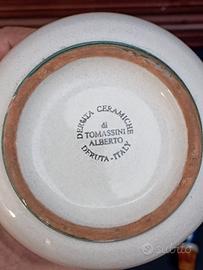 DERUTA CERAMICHE
di
TOMASSINI
ALBERTO
DERUTA-ITALY
subito